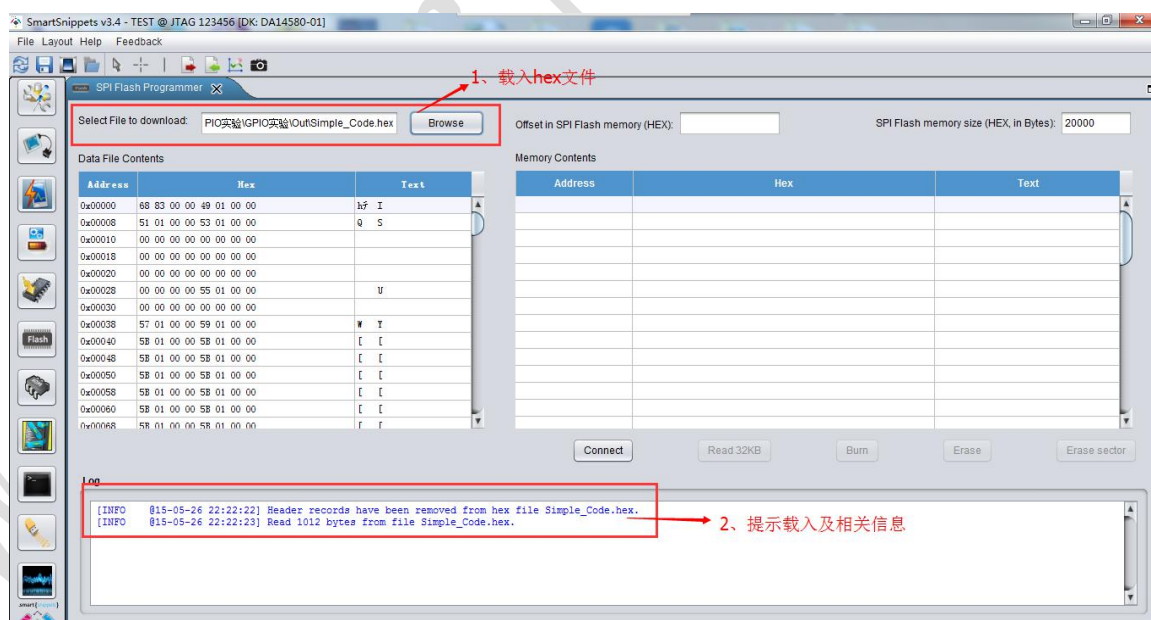 SmartSnippets v3.4 - TEST @ JTAG 123456 [DK: DA14580-01]
File Layout Help Feedback
SPI Flash Programmer
1、载入hex文件
Select File to download: PIO实验\GPIO实验\Out\Simple_Code.hex Browse Offset in SPI Flash memory (HEX): SPI Flash memory size (HEX, in Bytes): 20000
Data File Contents Memory Contents
Address Hex Text Address Hex Text
0x00000 68 83 00 00 49 01 00 00 I
0x00008 51 01 00 00 53 01 00 00 Q S
0x00010 00 00 00 00 00 00 00 00
0x00018 00 00 00 00 00 00 00 00
0x00020 00 00 00 00 00 00 00 00
0x00028 00 00 00 00 55 01 00 00 U
0x00030 00 00 00 00 00 00 00 00
0x00038 57 01 00 00 59 01 00 00 W Y
Flash
0x00040 5B 01 00 00 5B 01 00 00 [ [
0x00048 5B 01 00 00 5B 01 00 00 [ [
0x00050 5B 01 00 00 5B 01 00 00 [ [
0x00058 5B 01 00 00 5B 01 00 00 [ [
0x00060 5B 01 00 00 5B 01 00 00 [ [
0x00068 5B 01 00 00 5B 01 00 00 [ [
Connect Read 32KB Burn Erase Erase sector
Log
[INFO @15-05-26 22:22:22] Header records have been removed from hex file Simple_Code.hex.
[INFO @15-05-26 22:22:23] Read 1012 bytes from file Simple_Code.hex.
2、提示载入及相关信息